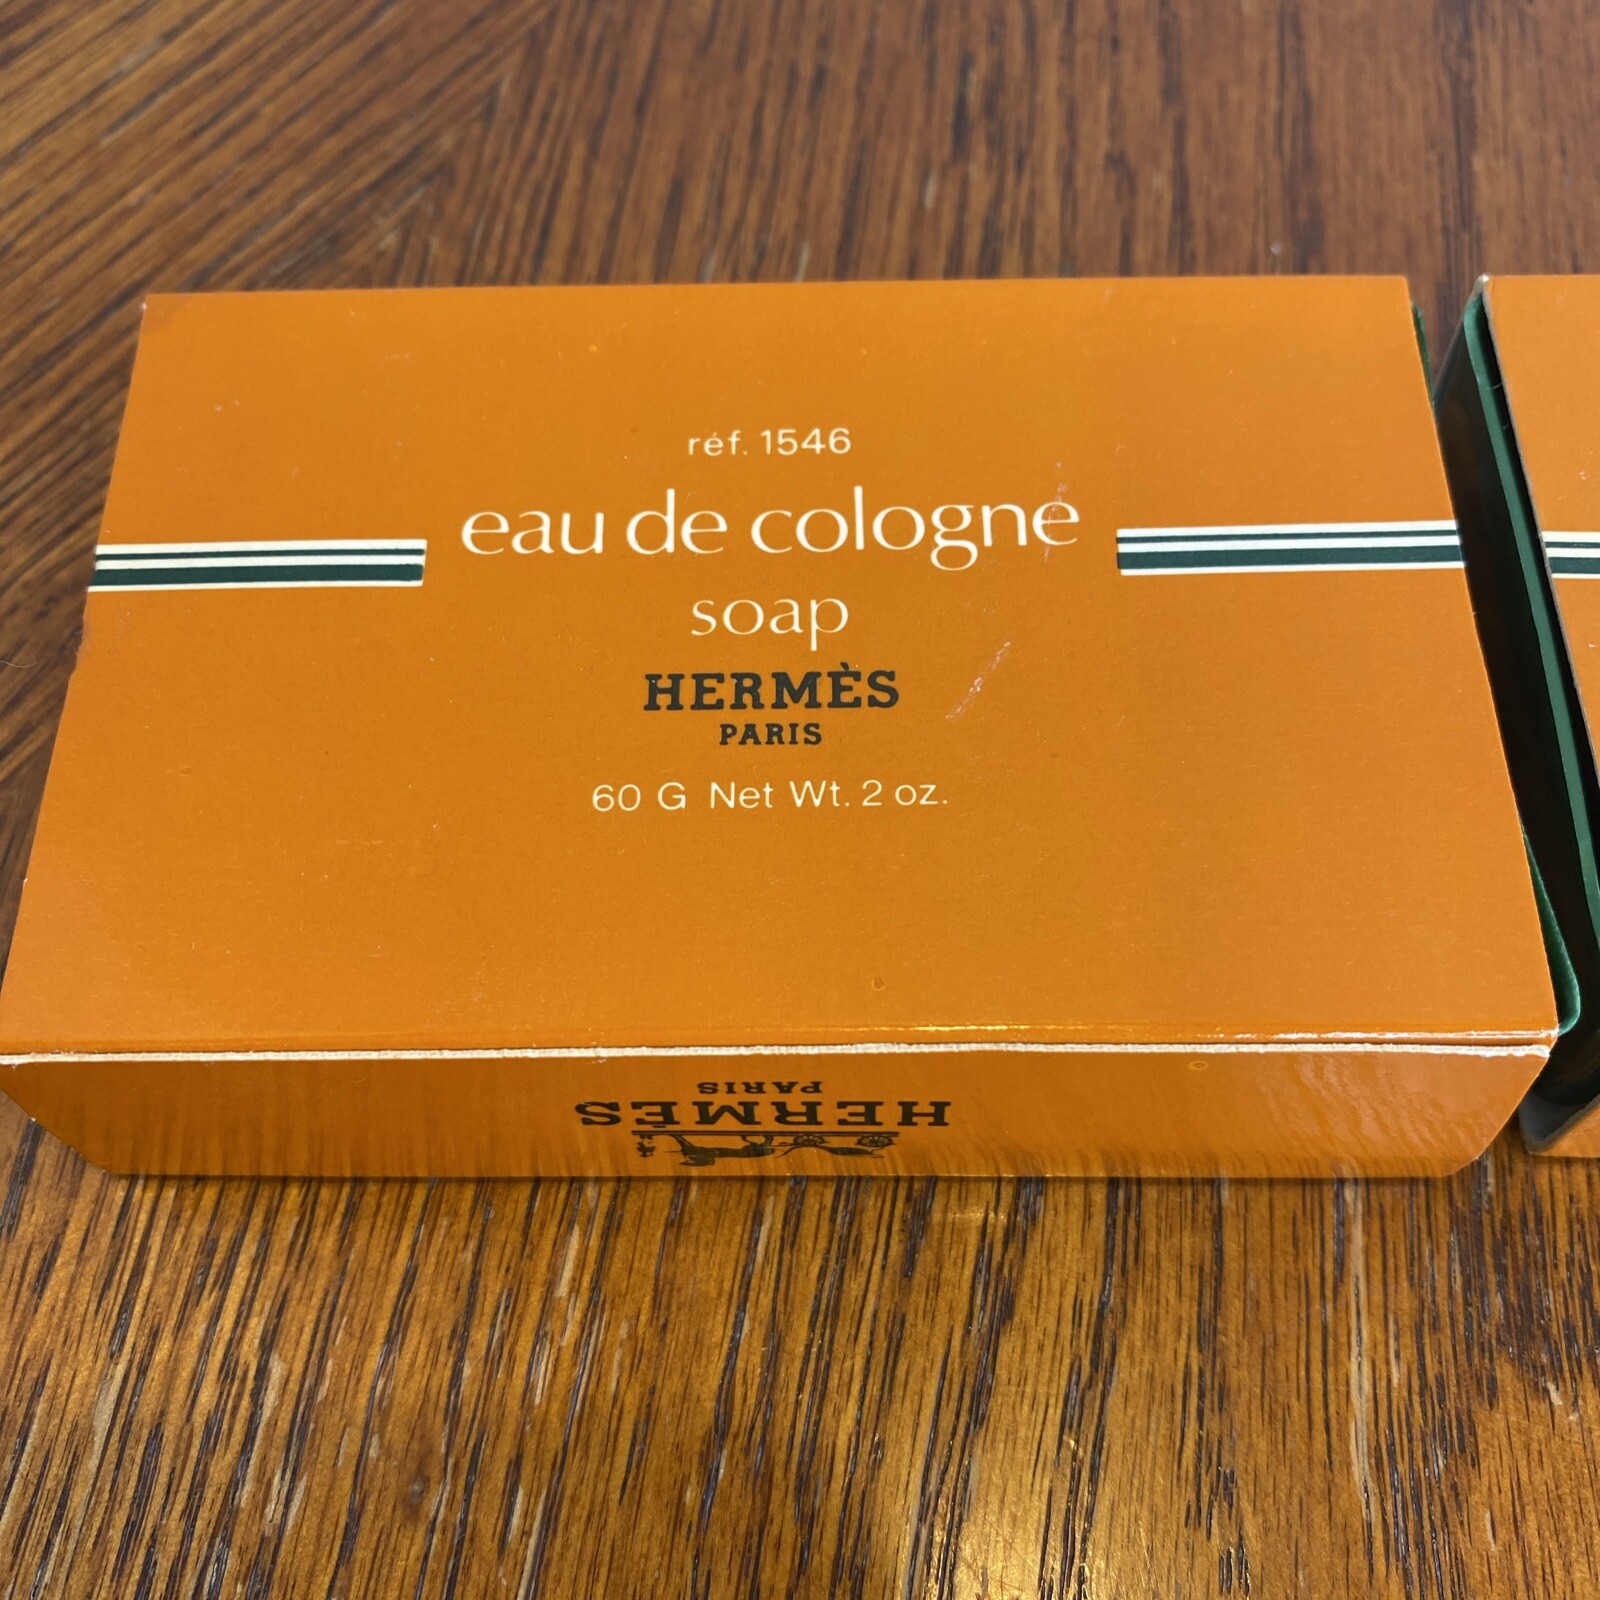 réf. 1546
eau de cologne
soap
HERMÈS
PARIS
60 G Net Wt. 2 oz.
HERMÈS
PARIS